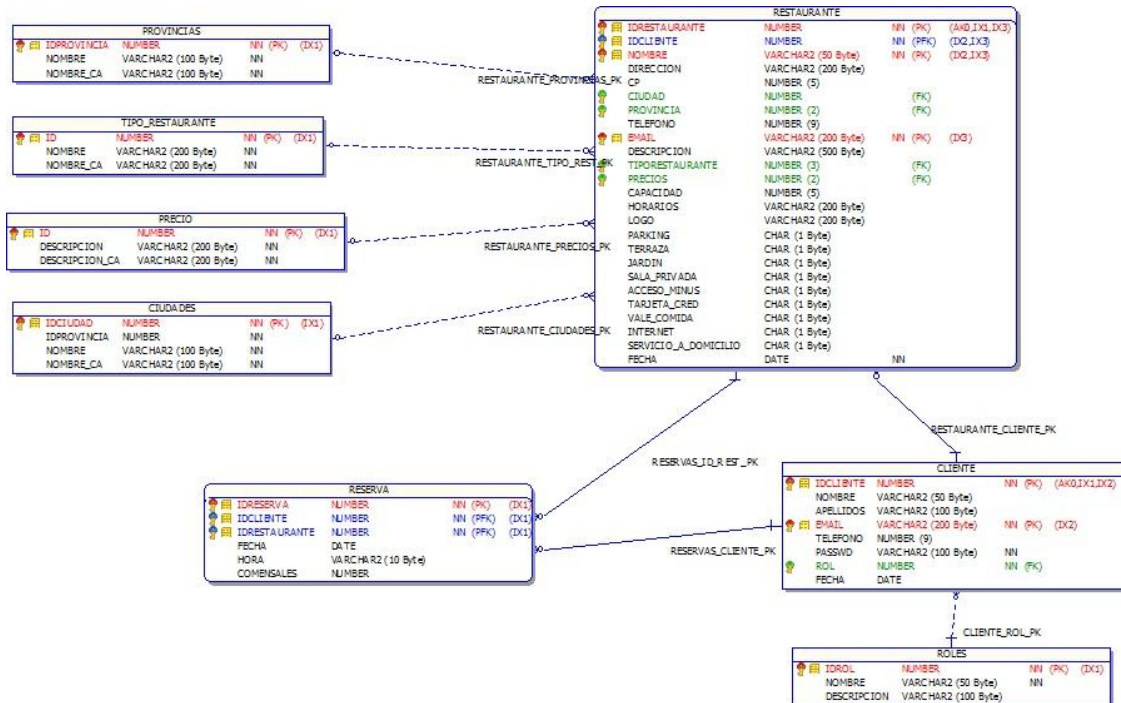 PROVINCIAS
IDPROVINCIA NUMBER NN (PK) (IX1)
NOMBRE VARCHAR2 (100 Byte) NN
NOMBRE_CA VARCHAR2 (100 Byte) NN
RESTAURANTE_PROVINCIAS_PK
TIPO_RESTAURANTE
ID NUMBER NN (PK) (IX1)
NOMBRE VARCHAR2 (200 Byte) NN
NOMBRE_CA VARCHAR2 (200 Byte) NN
RESTAURANTE_TIPO_REST_PK
PRECIO
ID NUMBER NN (PK) (IX1)
DESCRIPCION VARCHAR2 (200 Byte) NN
DESCRIPCION_CA VARCHAR2 (200 Byte) NN
RESTAURANTE_PRECIOS_PK
CIUDADES
IDCIUDAD NUMBER NN (PK) (IX1)
IDPROVINCIA NUMBER NN
NOMBRE VARCHAR2 (100 Byte) NN
NOMBRE_CA VARCHAR2 (100 Byte) NN
RESTAURANTE_CIUDADES_PK
RESTAURANTE
IDRESTAURANTE NUMBER NN (PK) (AK0,IX1,IX3)
IDCLIENTE NUMBER NN (PFK) (IX2,IX3)
NOMBRE VARCHAR2 (50 Byte) NN (PK) (IX2,IX3)
DIRECCION VARCHAR2 (200 Byte)
CP NUMBER (5)
CIUDAD NUMBER (FK)
PROVINCIA NUMBER (2) (FK)
TELEFONO NUMBER (9)
EMAIL VARCHAR2 (200 Byte) NN (PK) (IX3)
DESCRIPCION VARCHAR2 (500 Byte)
TIPORESTAURANTE NUMBER (3) (FK)
PRECIOS NUMBER (2) (FK)
CAPACIDAD NUMBER (5)
HORARIOS VARCHAR2 (200 Byte)
LOGO VARCHAR2 (200 Byte)
PARKING CHAR (1 Byte)
TERRAZA CHAR (1 Byte)
JARDIN CHAR (1 Byte)
SALA_PRIVADA CHAR (1 Byte)
ACCESO_MINUS CHAR (1 Byte)
TARJETA_CRED CHAR (1 Byte)
VALE_COMIDA CHAR (1 Byte)
INTERNET CHAR (1 Byte)
SERVICIO_A_DOMICILIO CHAR (1 Byte)
FECHA DATE NN
RESTAURANTE_CLIENTE_PK
RESERVAS_ID_REST_PK
RESERVA
IDRESERVA NUMBER NN (PK) (IX1)
IDCLIENTE NUMBER NN (PFK) (IX1)
IDRESTAURANTE NUMBER NN (PFK) (IX1)
FECHA DATE
HORA VARCHAR2 (10 Byte)
COMENSALES NUMBER
RESERVAS_CLIENTE_PK
CLIENTE
IDCLIENTE NUMBER NN (PK) (AK0,IX1,IX2)
NOMBRE VARCHAR2 (50 Byte)
APELLIDOS VARCHAR2 (100 Byte)
EMAIL VARCHAR2 (200 Byte) NN (PK) (IX2)
TELEFONO NUMBER (9)
PASSWD VARCHAR2 (100 Byte) NN
ROL NUMBER NN (FK)
FECHA DATE
CLIENTE_ROL_PK
ROLES
IDROL NUMBER NN (PK) (IX1)
NOMBRE VARCHAR2 (50 Byte) NN
DESCRIPCION VARCHAR2 (100 Byte)